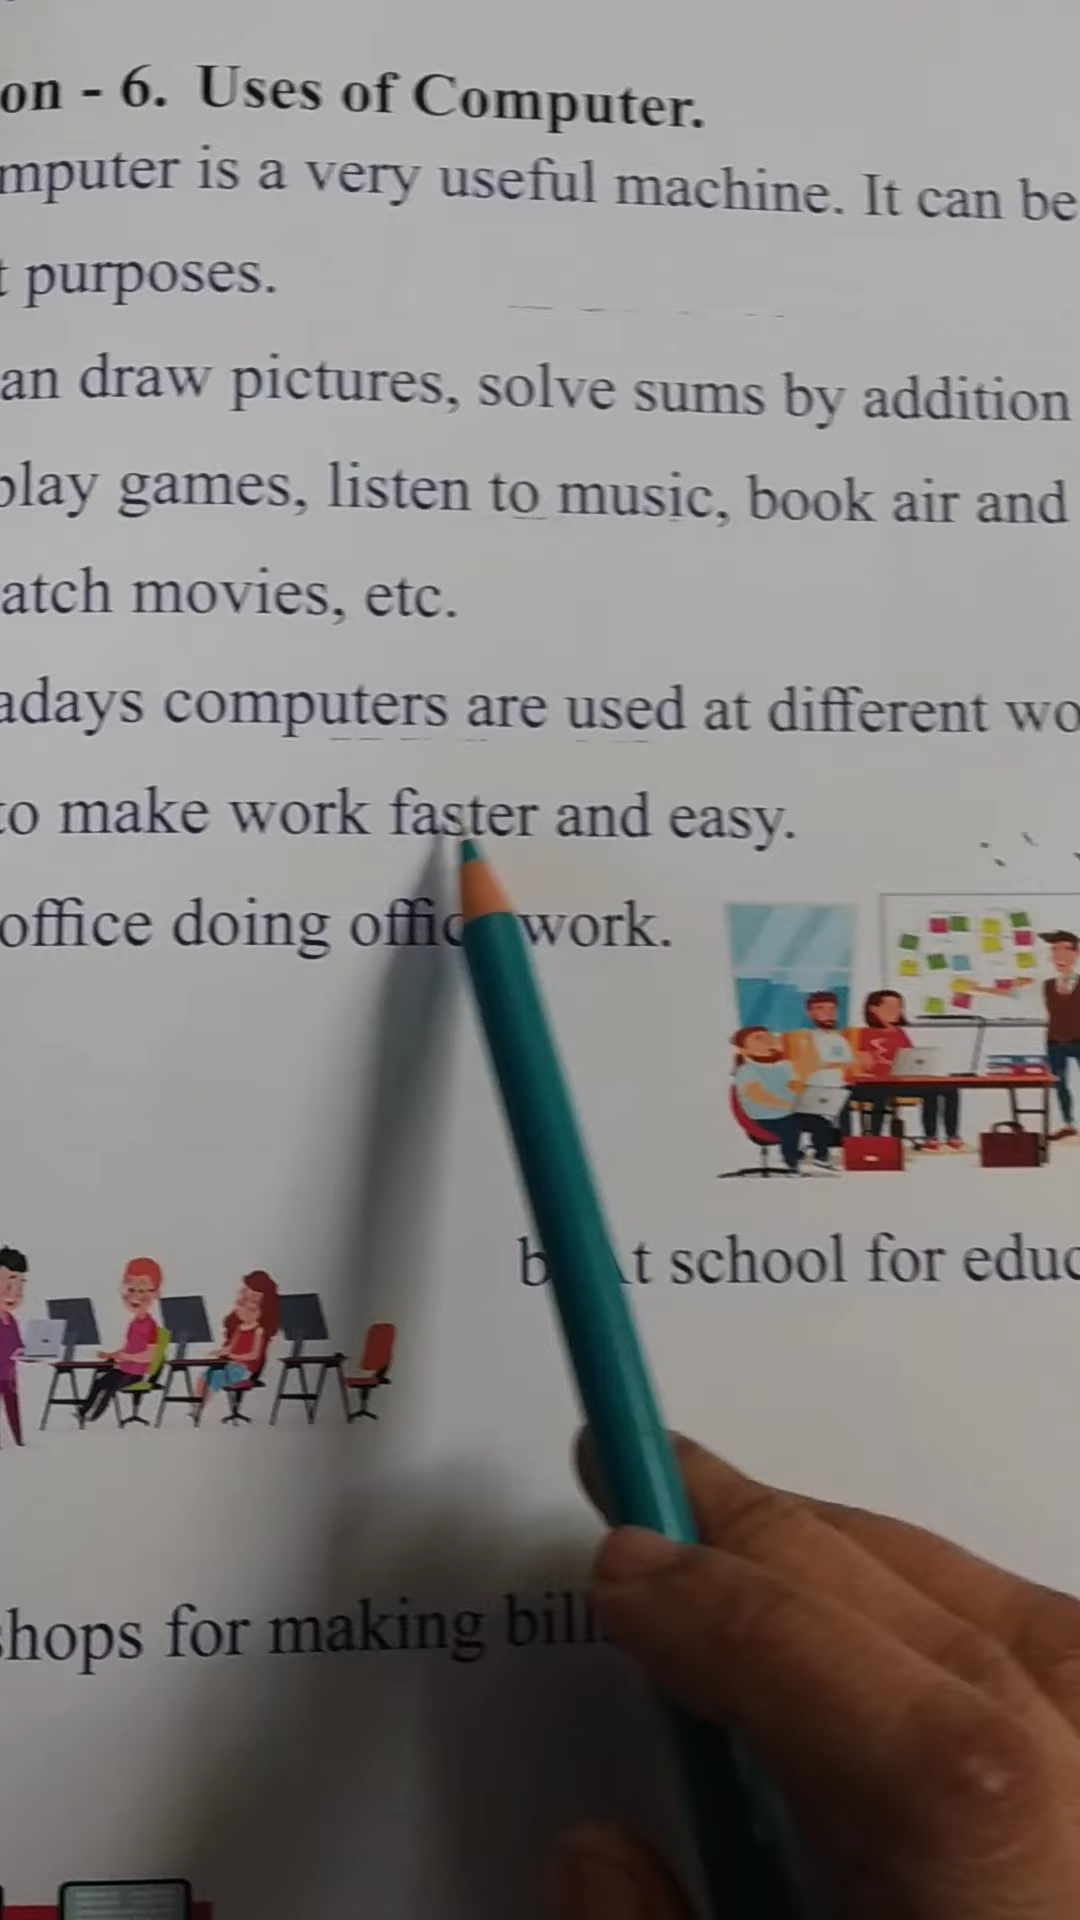 on - 6. Uses of Computer.
mputer is a very useful machine. It can be
t purposes.
an draw pictures, solve sums by addition
play games, listen to music, book air and
atch movies, etc.
adays computers are used at different wo
to make work faster and easy.
office doing offic work.
b t school for educ
shops for making bill